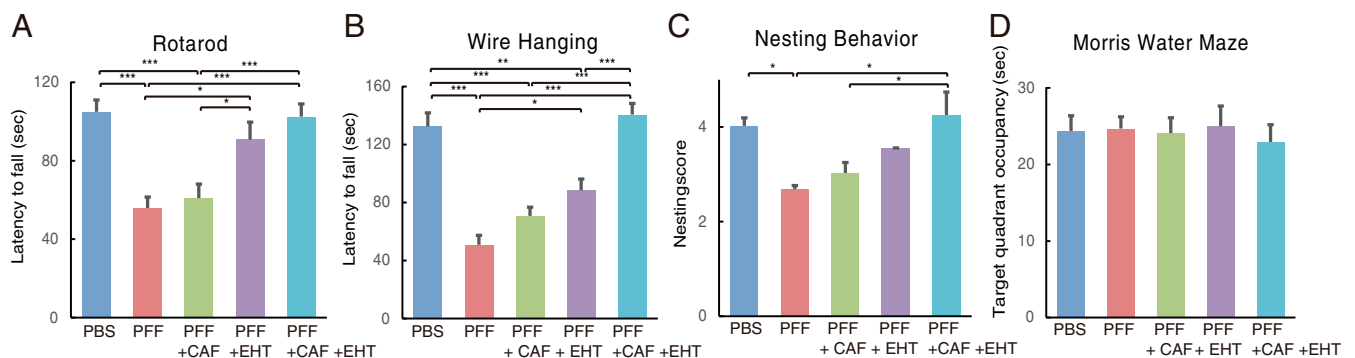 A
Rotarod
Latency to fall (sec)
120
80
40
0
***
***
***
***
*
*
PBS PFF PFF PFF PFF
+CAF +EHT +CAF +EHT
B
Wire Hanging
Latency to fall (sec)
160
120
80
40
0
**
***
***
***
***
***
*
PBS PFF PFF PFF PFF
+ CAF + EHT +CAF +EHT
C
Nesting Behavior
Nestingscore
4
2
0
*
*
*
PBS PFF PFF PFF PFF
+ CAF + EHT +CAF +EHT
D
Morris Water Maze
Target quadrant occupancy (sec)
30
20
10
0
PBS PFF PFF PFF PFF
+ CAF + EHT +CAF +EHT